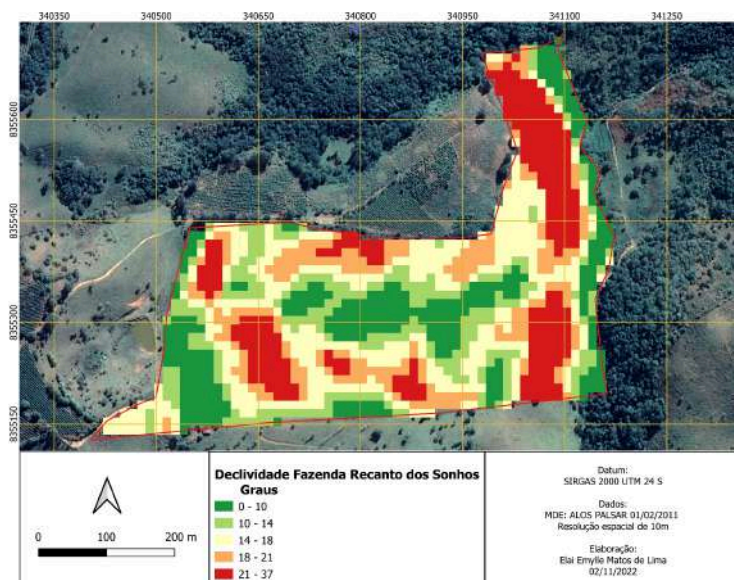 340350 340500 340650 340800 340950 341100 341250
8355600
8355450
8355300
8355150
Declividade Fazenda Recanto dos Sonhos
Graus
0 - 10
10 - 14
14 - 18
18 - 21
21 - 37
0 100 200 m
Datum:
SIRGAS 2000 UTM 24 S
Dados:
MDE: ALOS PALSAR 01/02/2011
Resolução espacial de 10m
Elaboração:
Elai Emylle Matos de Lima
02/11/2022